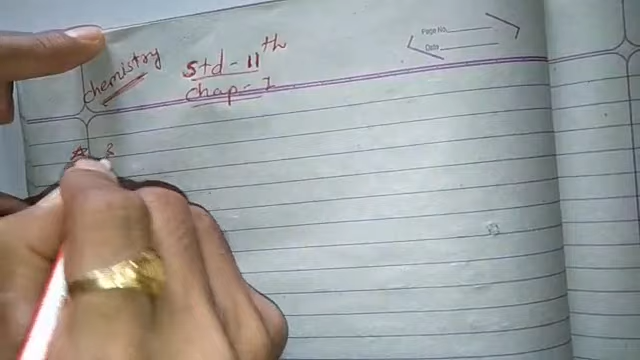 Page No.
Date
chemistry
std - 11th
chap - 1